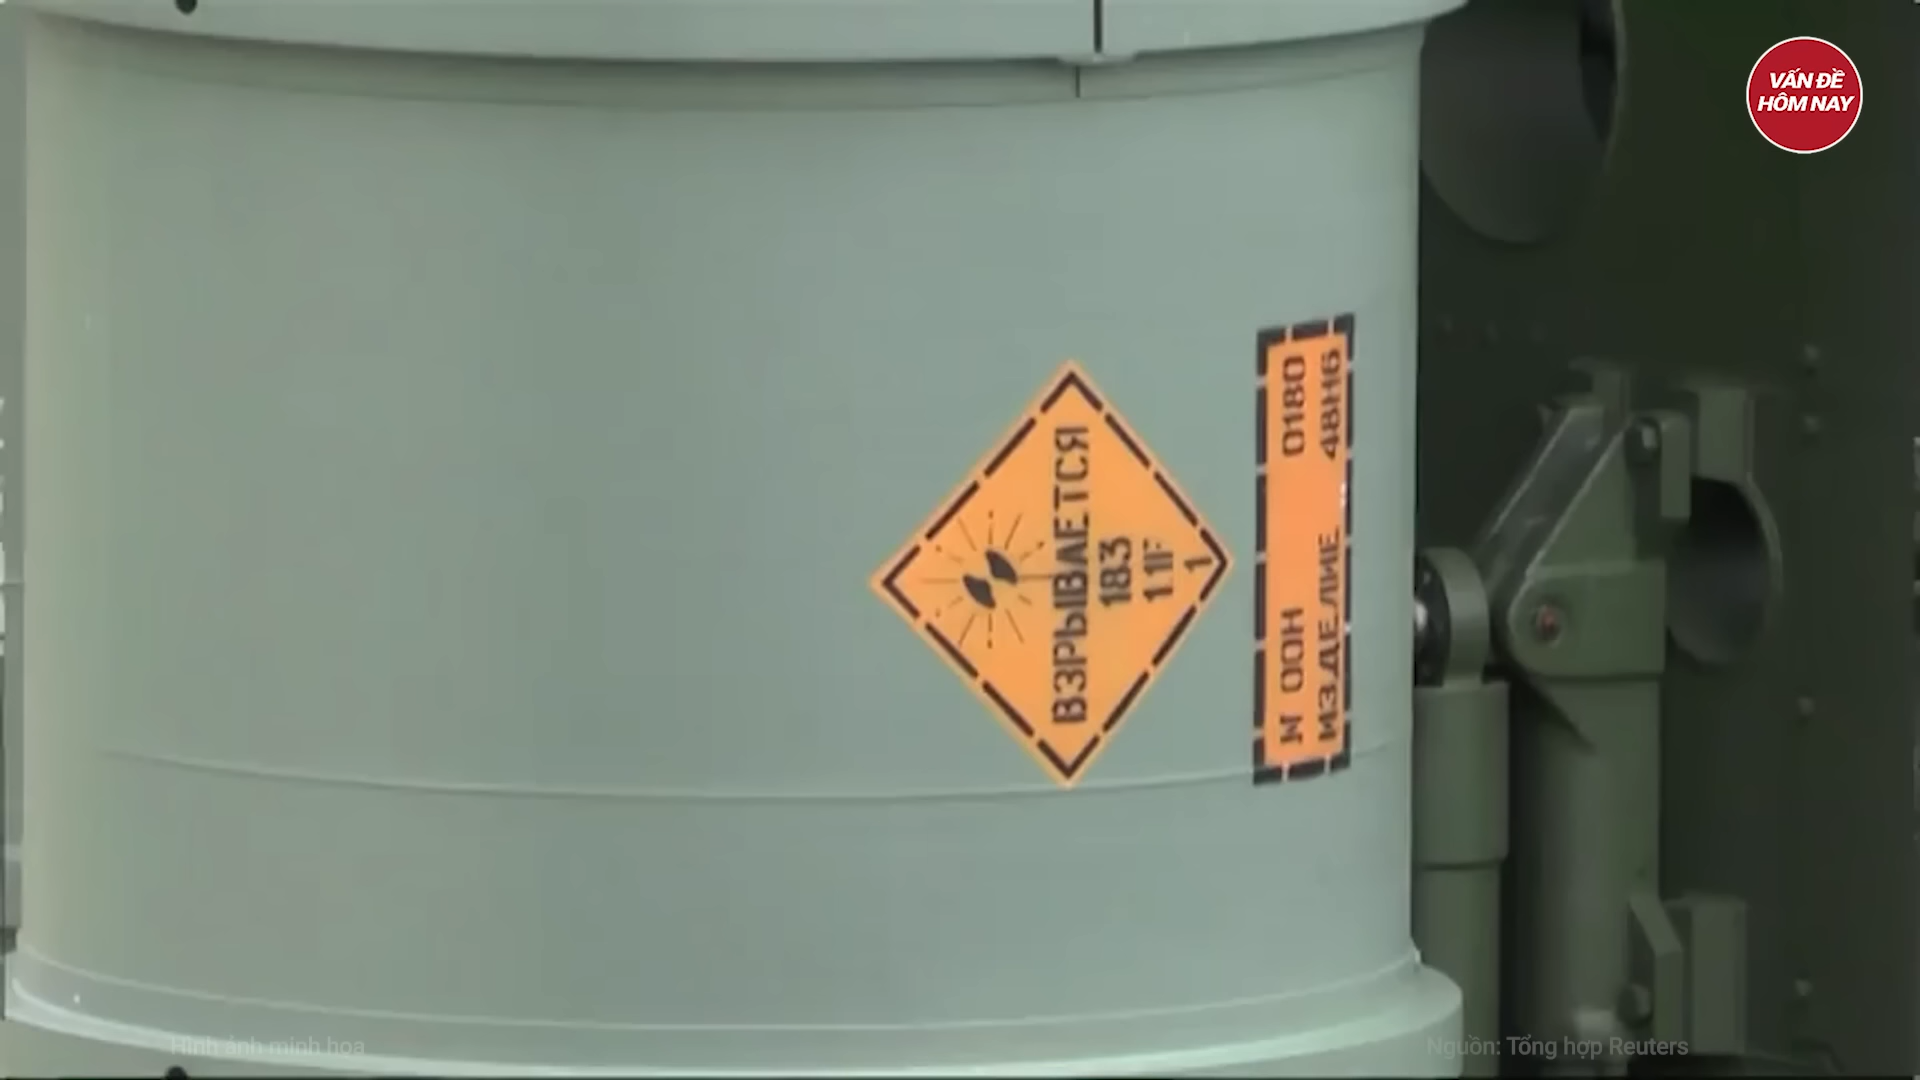 VẤN ĐỀ
HÔM NAY
ВЗРЫВАЕТСЯ
183
1.1F
1
N ООН 0180
ИЗДЕЛИЕ 48Н6
Hình ảnh minh họa
Nguồn: Tổng hợp Reuters